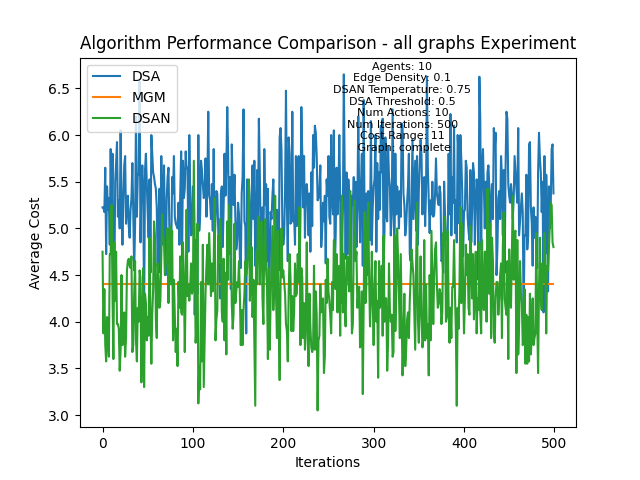 Algorithm Performance Comparison - all graphs Experiment
DSA
MGM
DSAN
Agents: 10
Edge Density: 0.1
DSAN Temperature: 0.75
DSA Threshold: 0.5
Num Actions: 10
Num Iterations: 500
Cost Range: 11
Graph: complete
Average Cost
6.5
6.0
5.5
5.0
4.5
4.0
3.5
3.0
0 100 200 300 400 500
Iterations